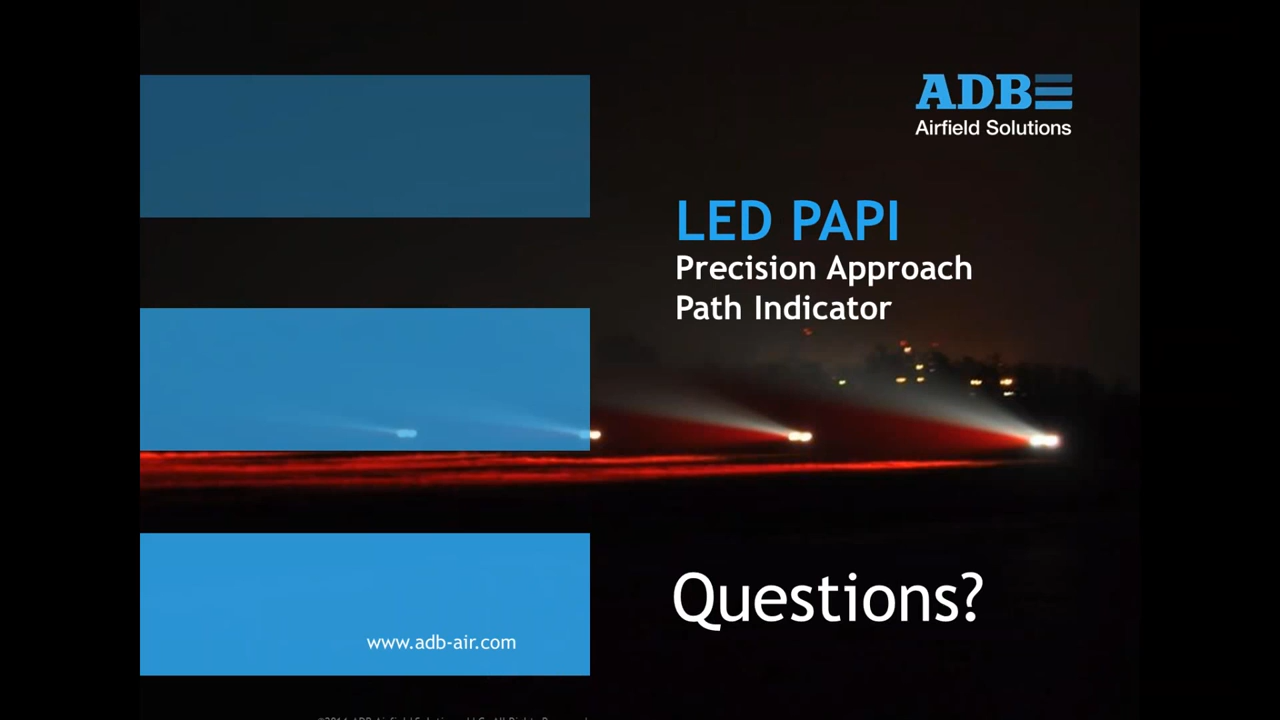 ADB
Airfield Solutions
LED PAPI
Precision Approach
Path Indicator
Questions?
www.adb-air.com